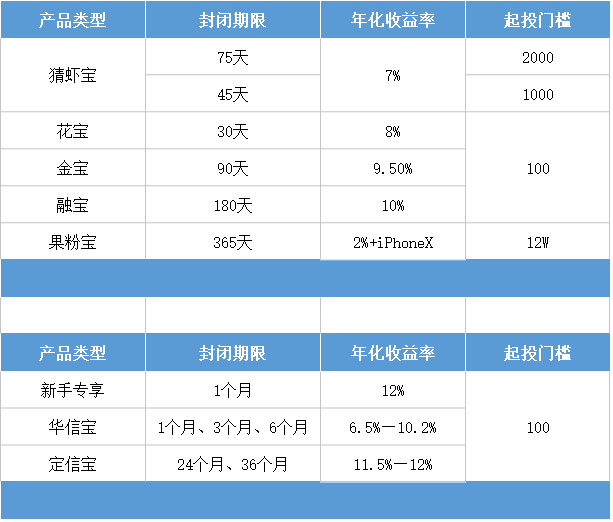 产品类型 封闭期限 年化收益率 起投门槛
猜虾宝 75天 7% 2000
45天 1000
花宝 30天 8% 100
金宝 90天 9.50%
融宝 180天 10%
果粉宝 365天 2%+iPhoneX 12W
产品类型 封闭期限 年化收益率 起投门槛
新手专享 1个月 12% 100
华信宝 1个月、3个月、6个月 6.5%—10.2%
定信宝 24个月、36个月 11.5%—12%